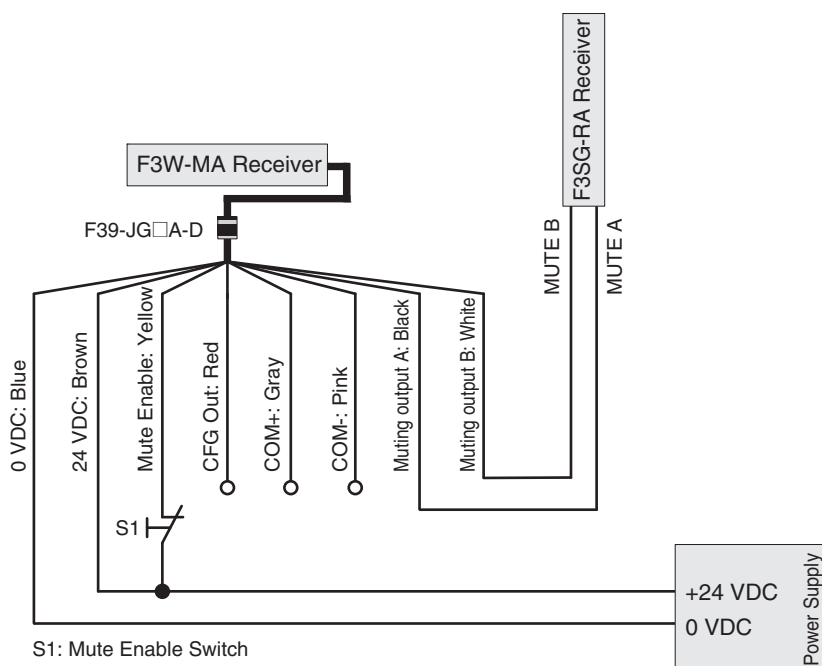 F3W-MA Receiver
F3SG-RA Receiver
F39-JG□A-D
MUTE B
MUTE A
0 VDC: Blue
24 VDC: Brown
Mute Enable: Yellow
CFG Out: Red
COM+: Gray
COM-: Pink
Muting output A: Black
Muting output B: White
S1
+24 VDC
0 VDC
Power Supply
S1: Mute Enable Switch